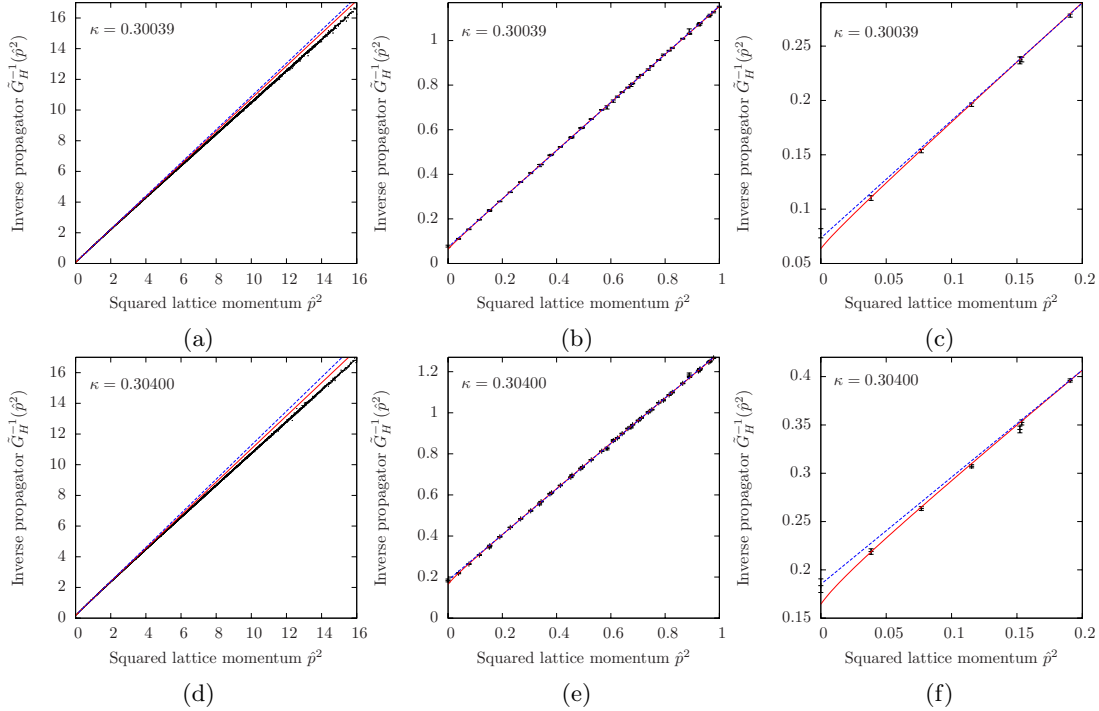 Inverse propagator G̃_H^{-1}(p̂²)
16
14
12
10
8
6
4
2
0
κ = 0.30039
0 2 4 6 8 10 12 14 16
Squared lattice momentum p̂²
(a)
Inverse propagator G̃_H^{-1}(p̂²)
1
0.8
0.6
0.4
0.2
0
κ = 0.30039
0 0.2 0.4 0.6 0.8 1
Squared lattice momentum p̂²
(b)
Inverse propagator G̃_H^{-1}(p̂²)
0.25
0.2
0.15
0.1
0.05
κ = 0.30039
0 0.05 0.1 0.15 0.2
Squared lattice momentum p̂²
(c)
Inverse propagator G̃_H^{-1}(p̂²)
16
14
12
10
8
6
4
2
0
κ = 0.30400
0 2 4 6 8 10 12 14 16
Squared lattice momentum p̂²
(d)
Inverse propagator G̃_H^{-1}(p̂²)
1.2
1
0.8
0.6
0.4
0.2
0
κ = 0.30400
0 0.2 0.4 0.6 0.8 1
Squared lattice momentum p̂²
(e)
Inverse propagator G̃_H^{-1}(p̂²)
0.4
0.35
0.3
0.25
0.2
0.15
κ = 0.30400
0 0.05 0.1 0.15 0.2
Squared lattice momentum p̂²
(f)